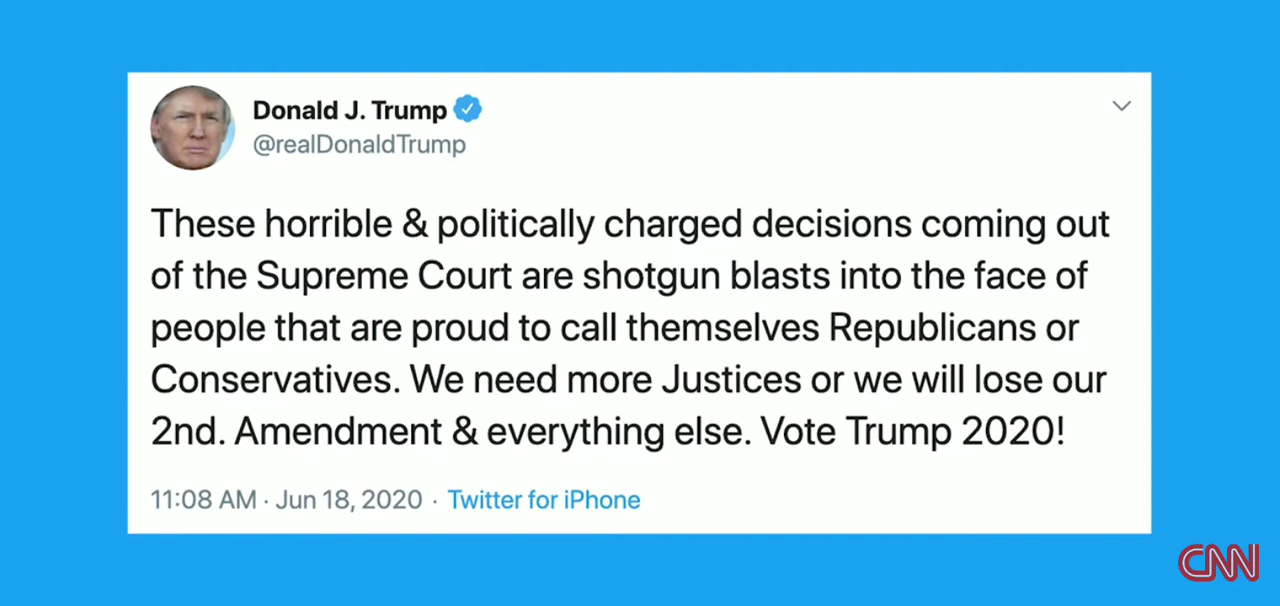 Donald J. Trump
@realDonaldTrump
These horrible & politically charged decisions coming out
of the Supreme Court are shotgun blasts into the face of
people that are proud to call themselves Republicans or
Conservatives. We need more Justices or we will lose our
2nd. Amendment & everything else. Vote Trump 2020!
11:08 AM · Jun 18, 2020 · Twitter for iPhone
CNN